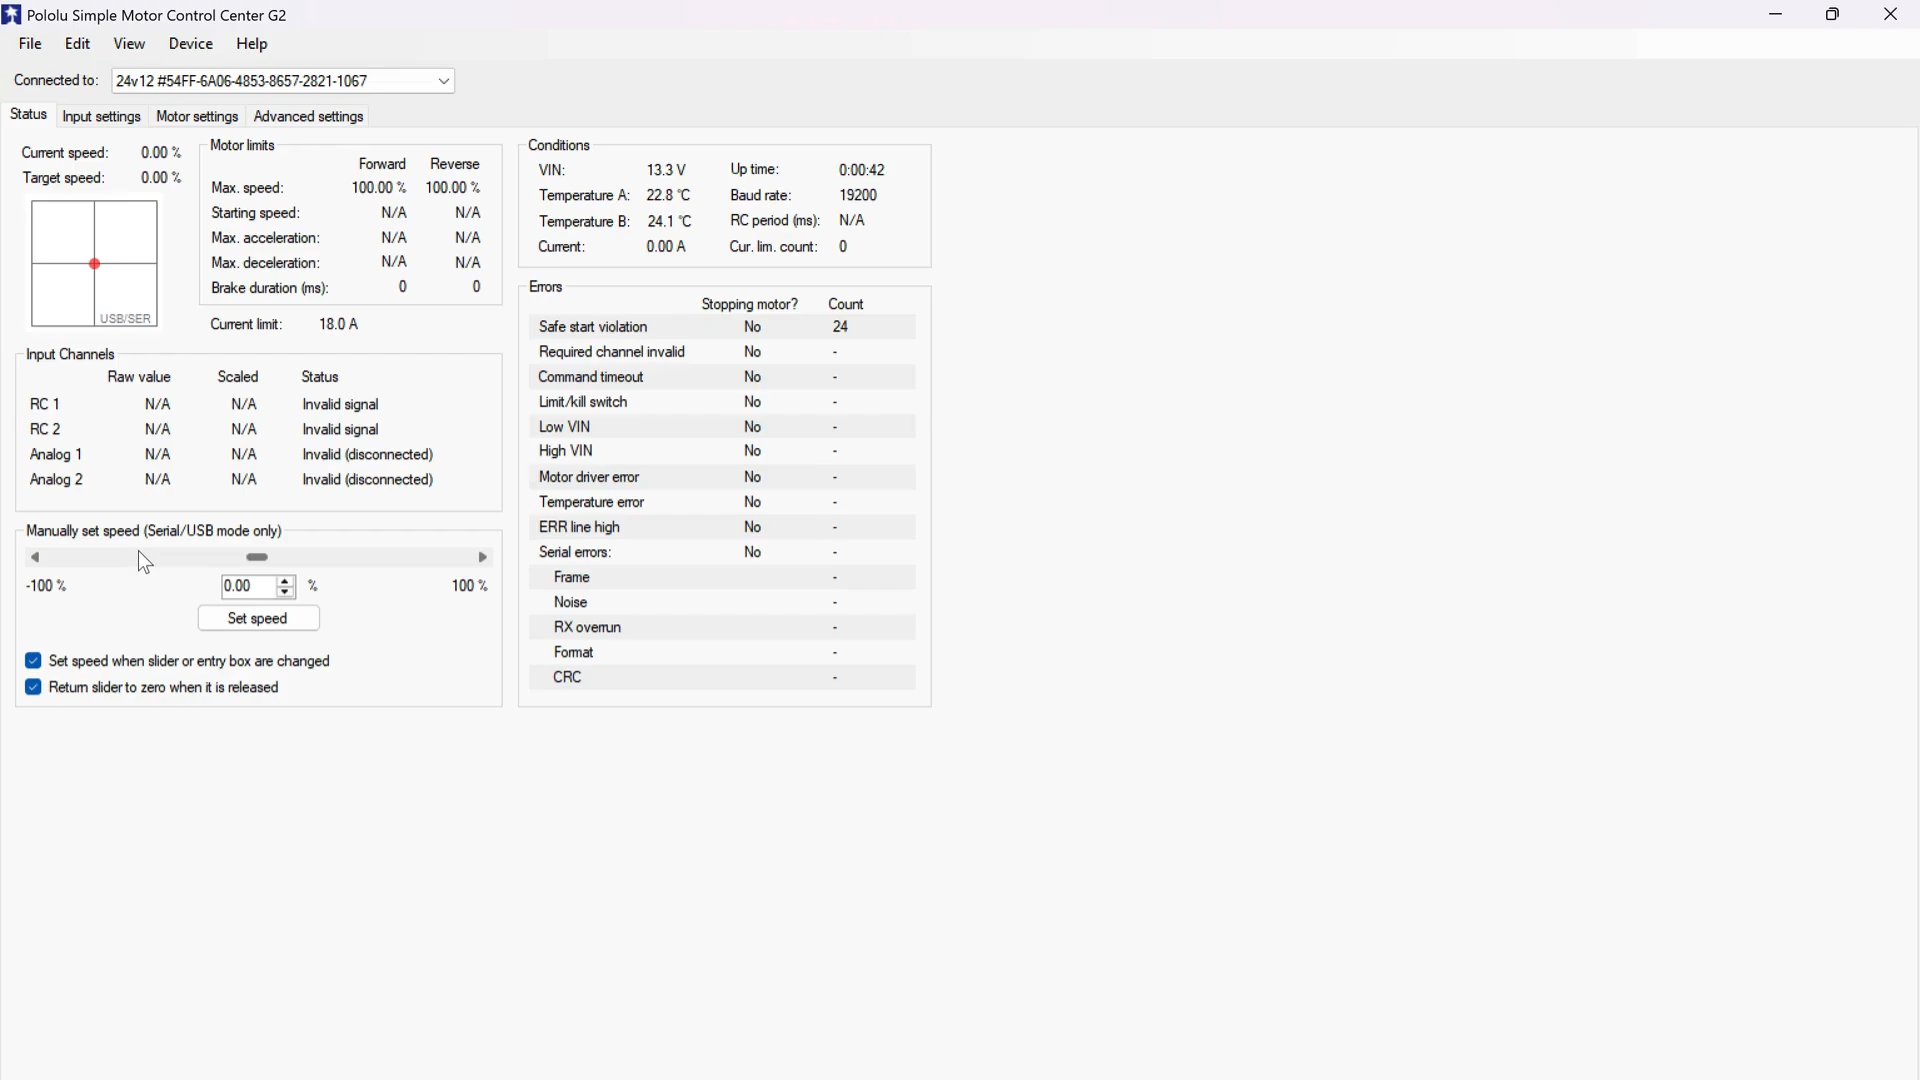 Pololu Simple Motor Control Center G2
File Edit View Device Help
Connected to: 24v12 #54FF-6A06-4853-8657-2821-1067
Status Input settings Motor settings Advanced settings
Current speed: 0.00 %
Target speed: 0.00 %
USB/SER
Motor limits
Forward Reverse
Max. speed: 100.00 % 100.00 %
Starting speed: N/A N/A
Max. acceleration: N/A N/A
Max. deceleration: N/A N/A
Brake duration (ms): 0 0
Current limit: 18.0 A
Input Channels
Raw value Scaled Status
RC 1 N/A N/A Invalid signal
RC 2 N/A N/A Invalid signal
Analog 1 N/A N/A Invalid (disconnected)
Analog 2 N/A N/A Invalid (disconnected)
Manually set speed (Serial/USB mode only)
-100 % 0.00 % 100 %
Set speed
Set speed when slider or entry box are changed
Return slider to zero when it is released
Conditions
VIN: 13.3 V Up time: 0:00:42
Temperature A: 22.8 °C Baud rate: 19200
Temperature B: 24.1 °C RC period (ms): N/A
Current: 0.00 A Cur. lim. count: 0
Errors
Stopping motor? Count
Safe start violation No 24
Required channel invalid No -
Command timeout No -
Limit/kill switch No -
Low VIN No -
High VIN No -
Motor driver error No -
Temperature error No -
ERR line high No -
Serial errors: No -
Frame -
Noise -
RX overrun -
Format -
CRC -